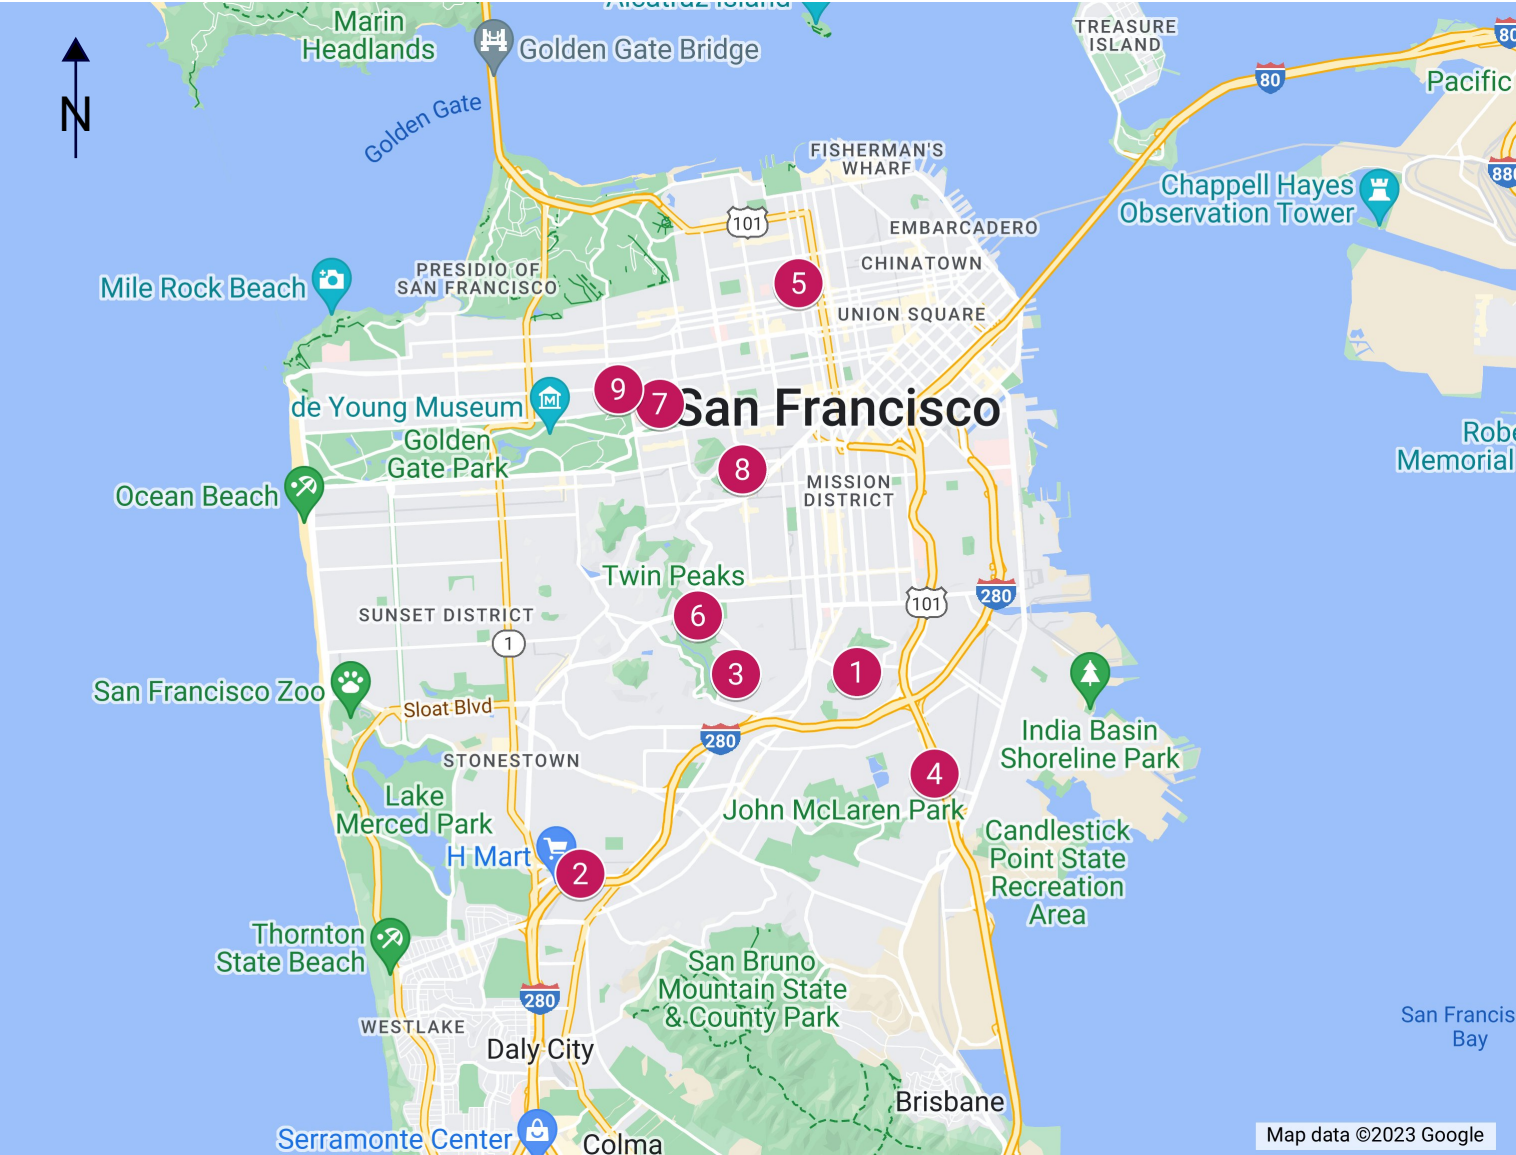 Alcatraz Island
Marin
Headlands
Golden Gate Bridge
TREASURE
ISLAND
80
80
Pacific
N
Golden Gate
FISHERMAN'S
WHARF
880
Chappell Hayes
Observation Tower
101
EMBARCADERO
CHINATOWN
PRESIDIO OF
SAN FRANCISCO
Mile Rock Beach
5
UNION SQUARE
9
7
San Francisco
de Young Museum
M
Golden
Gate Park
Robe
Memorial
8
MISSION
DISTRICT
Ocean Beach
Twin Peaks
280
101
6
SUNSET DISTRICT
1
3
1
San Francisco Zoo
Sloat Blvd
280
India Basin
Shoreline Park
STONESTOWN
4
Lake
Merced Park
John McLaren Park
Candlestick
Point State
Recreation
Area
H Mart
2
Thornton
State Beach
San Bruno
Mountain State
& County Park
280
WESTLAKE
San Francis
Bay
Daly City
Brisbane
Serramonte Center
Colma
Map data ©2023 Google